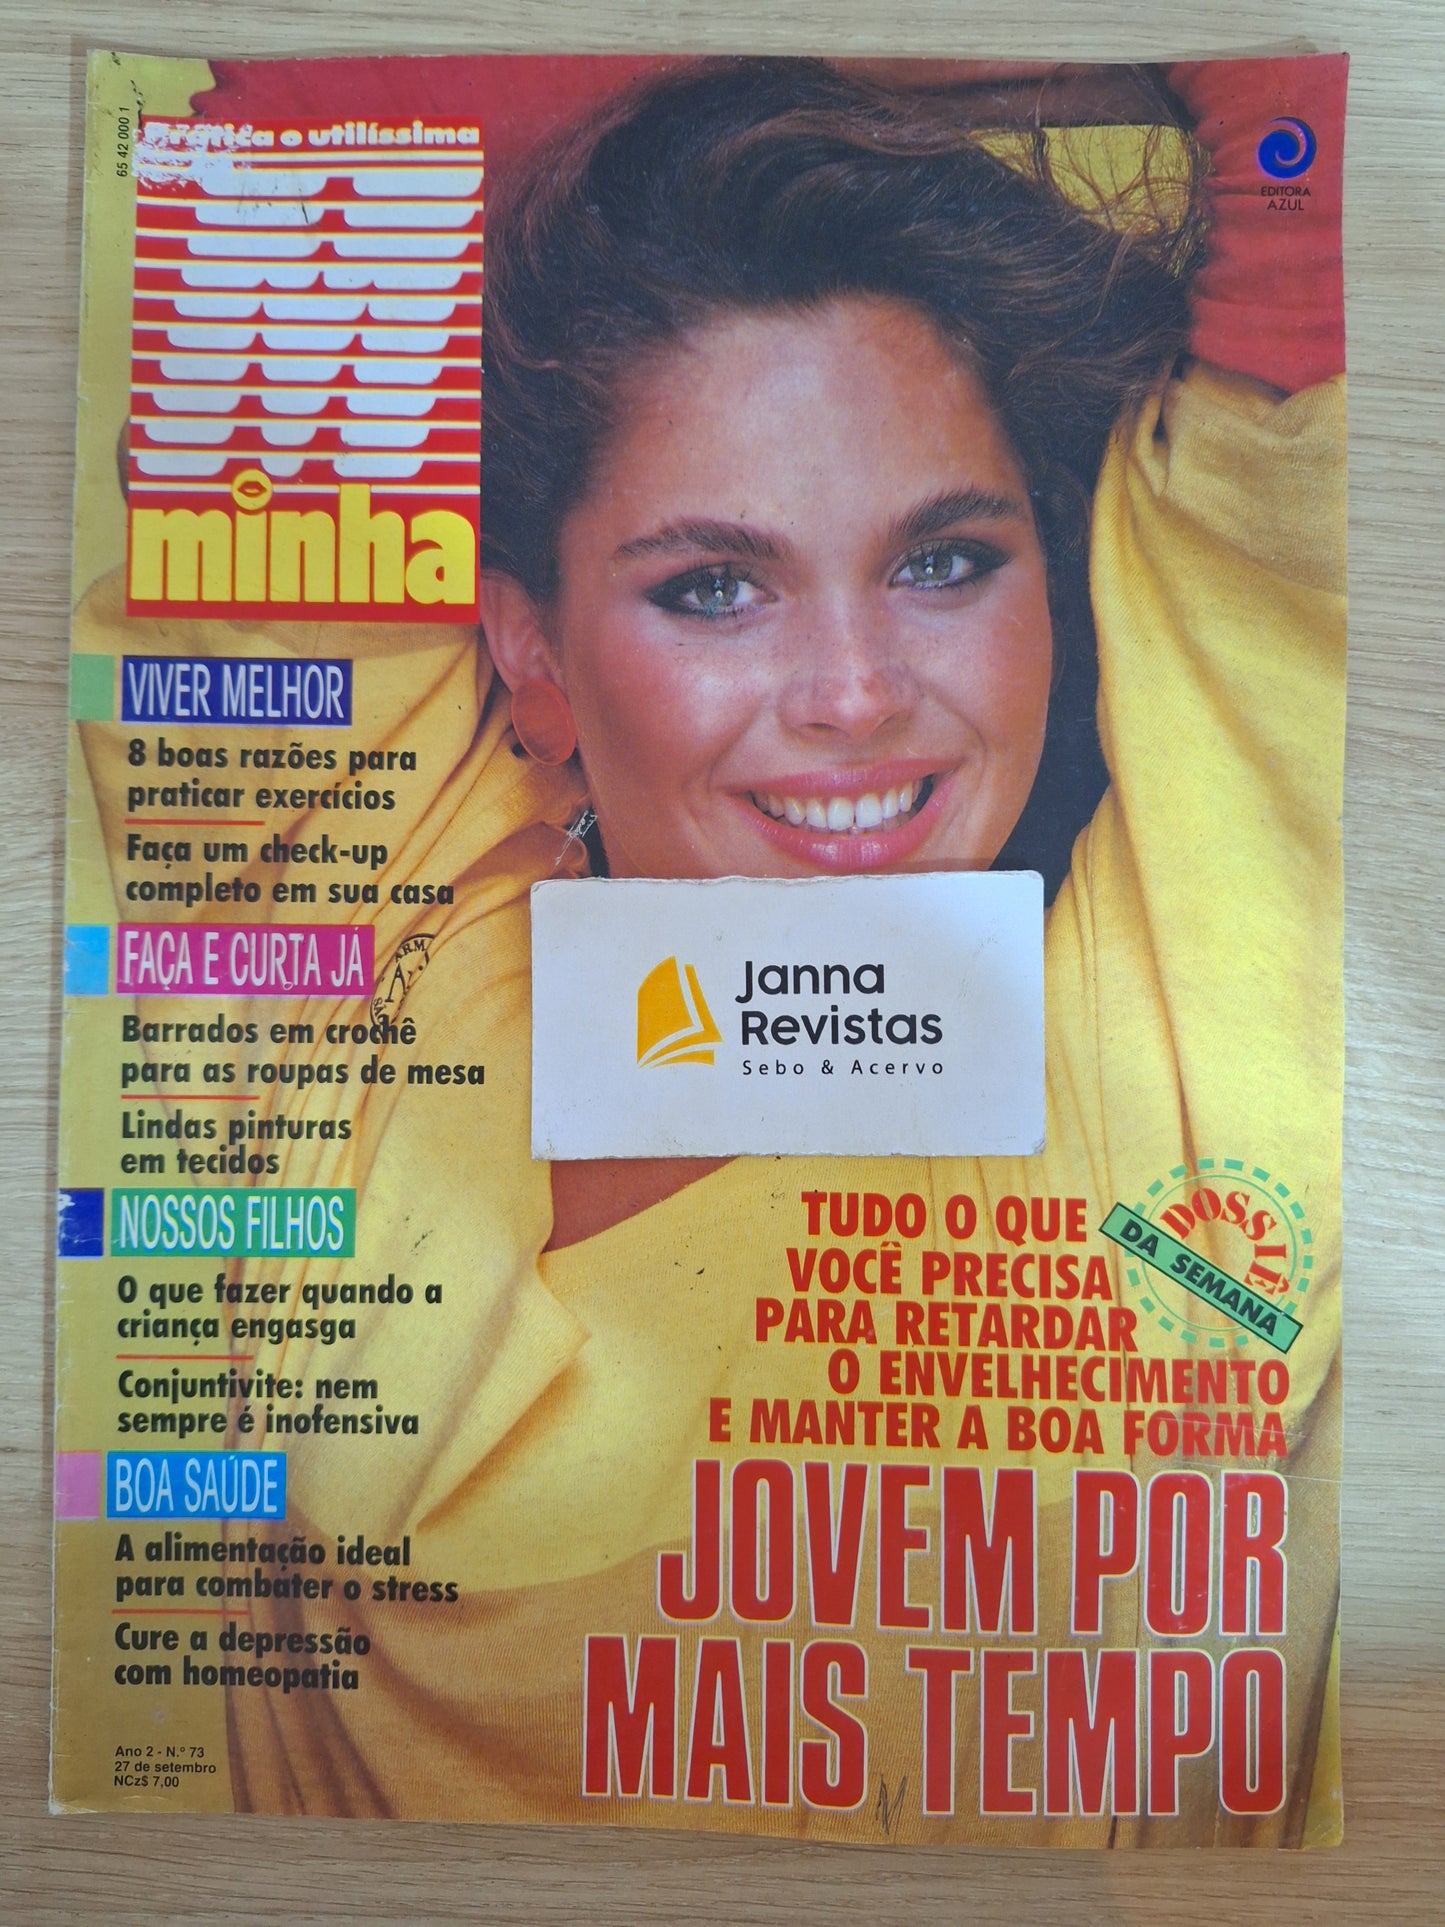 65 42 000 1
Prática e utilíssima
minha
EDITORA
AZUL
VIVER MELHOR
8 boas razões para
praticar exercícios
Faça um check-up
completo em sua casa
FAÇA E CURTA JÁ
Barrados em crochê
para as roupas de mesa
Lindas pinturas
em tecidos
NOSSOS FILHOS
O que fazer quando a
criança engasga
Conjuntivite: nem
sempre é inofensiva
BOA SAÚDE
A alimentação ideal
para combater o stress
Cure a depressão
com homeopatia
Ano 2 - N.º 73
27 de setembro
NCz$ 7,00
ARM
A.
Janna
Revistas
Sebo & Acervo
DOSSIÊ
DA SEMANA
TUDO O QUE
VOCÊ PRECISA
PARA RETARDAR
O ENVELHECIMENTO
E MANTER A BOA FORMA
JOVEM POR
MAIS TEMPO